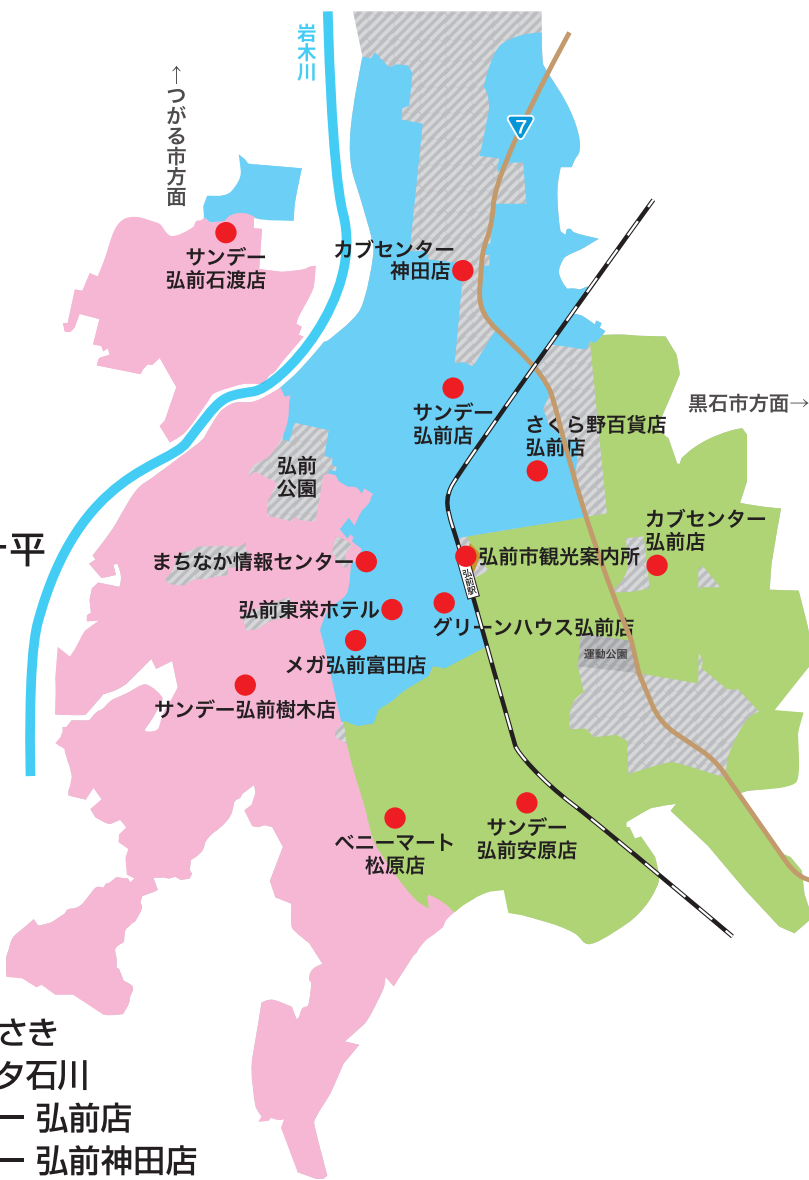 岩木川
←つがる市方面
7
サンデー
弘前石渡店
カブセンター
神田店
黒石市方面→
サンデー
弘前店
さくら野百貨店
弘前店
弘前
公園
カブセンター
弘前店
ー平
まちなか情報センター
弘前市観光案内所
弘前駅
弘前東栄ホテル
グリーンハウス弘前店
メガ弘前富田店
運動公園
サンデー弘前樹木店
ベニーマート
松原店
サンデー
弘前安原店
さき
タ石川
ー 弘前店
ー 弘前神田店